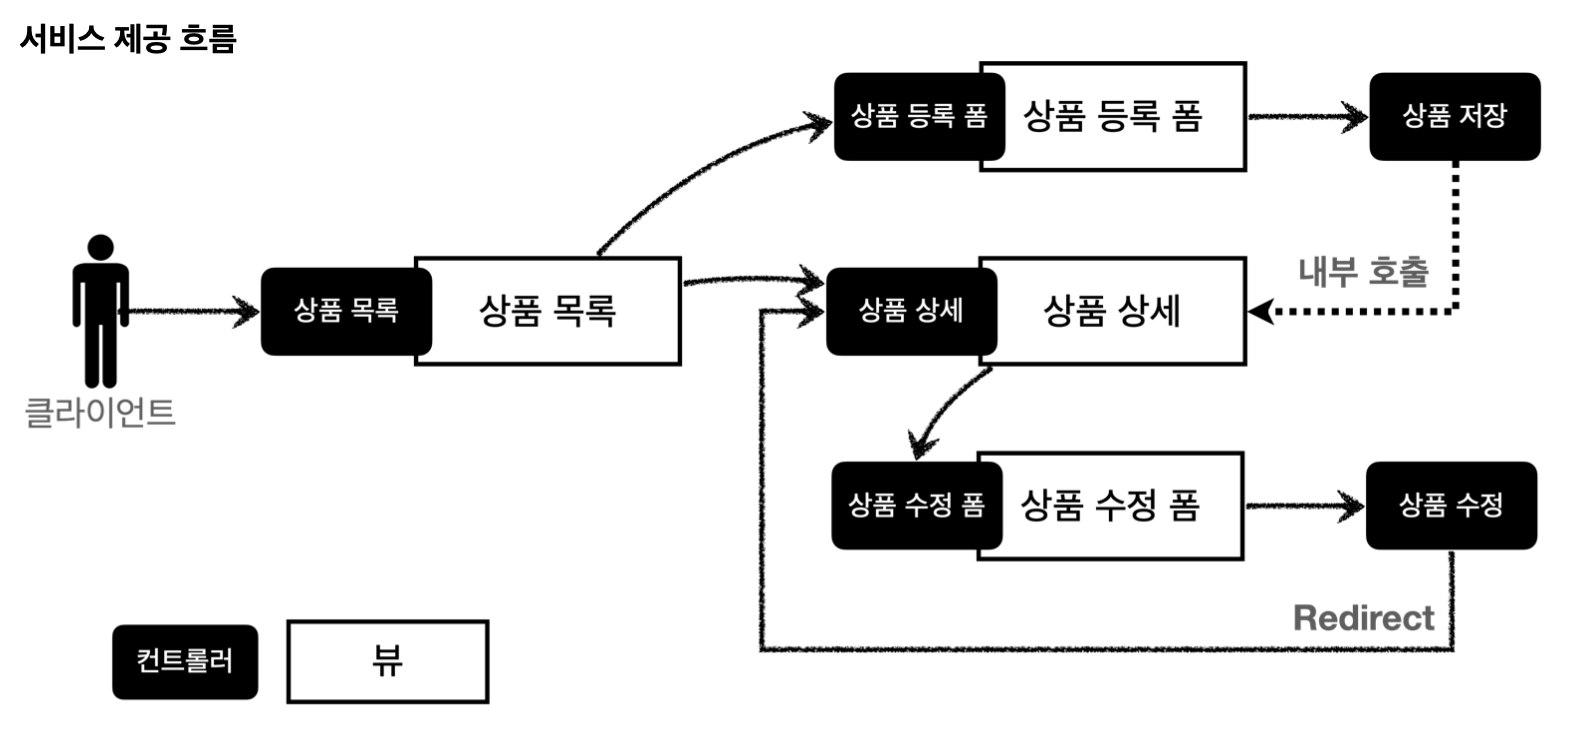 서비스 제공 흐름
상품 등록 폼
상품 등록 폼
상품 저장
내부 호출
상품 목록
상품 목록
상품 상세
상품 상세
클라이언트
상품 수정 폼
상품 수정 폼
상품 수정
Redirect
컨트롤러
뷰